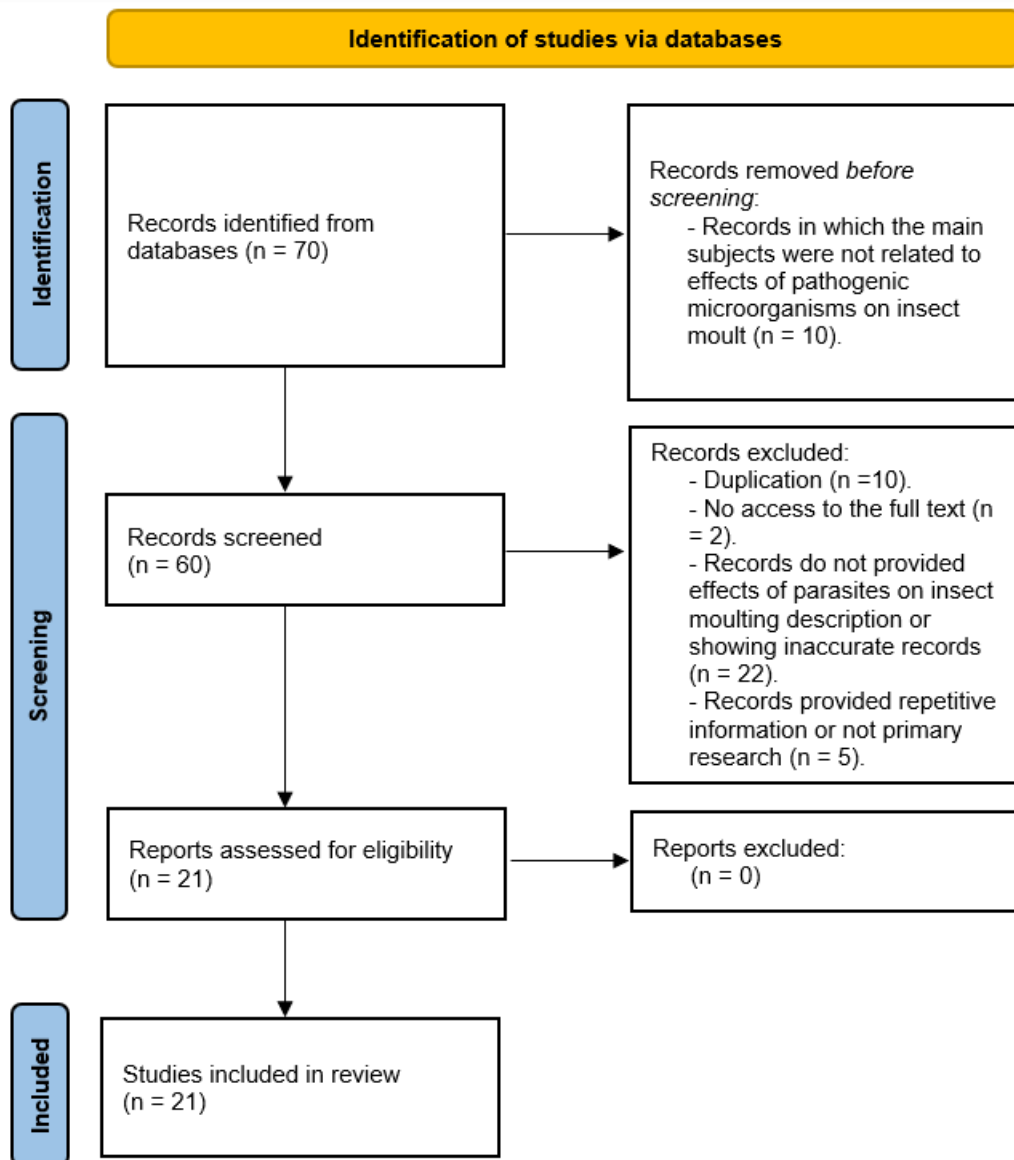 Identification of studies via databases
Identification
Records identified from
databases (n = 70)
Records removed before
screening:
- Records in which the main
subjects were not related to
effects of pathogenic
microorganisms on insect
moult (n = 10).
Screening
Records screened
(n = 60)
Records excluded:
- Duplication (n =10).
- No access to the full text (n
= 2).
- Records do not provided
effects of parasites on insect
moulting description or
showing inaccurate records
(n = 22).
- Records provided repetitive
information or not primary
research (n = 5).
Reports assessed for eligibility
(n = 21)
Reports excluded:
(n = 0)
Included
Studies included in review
(n = 21)